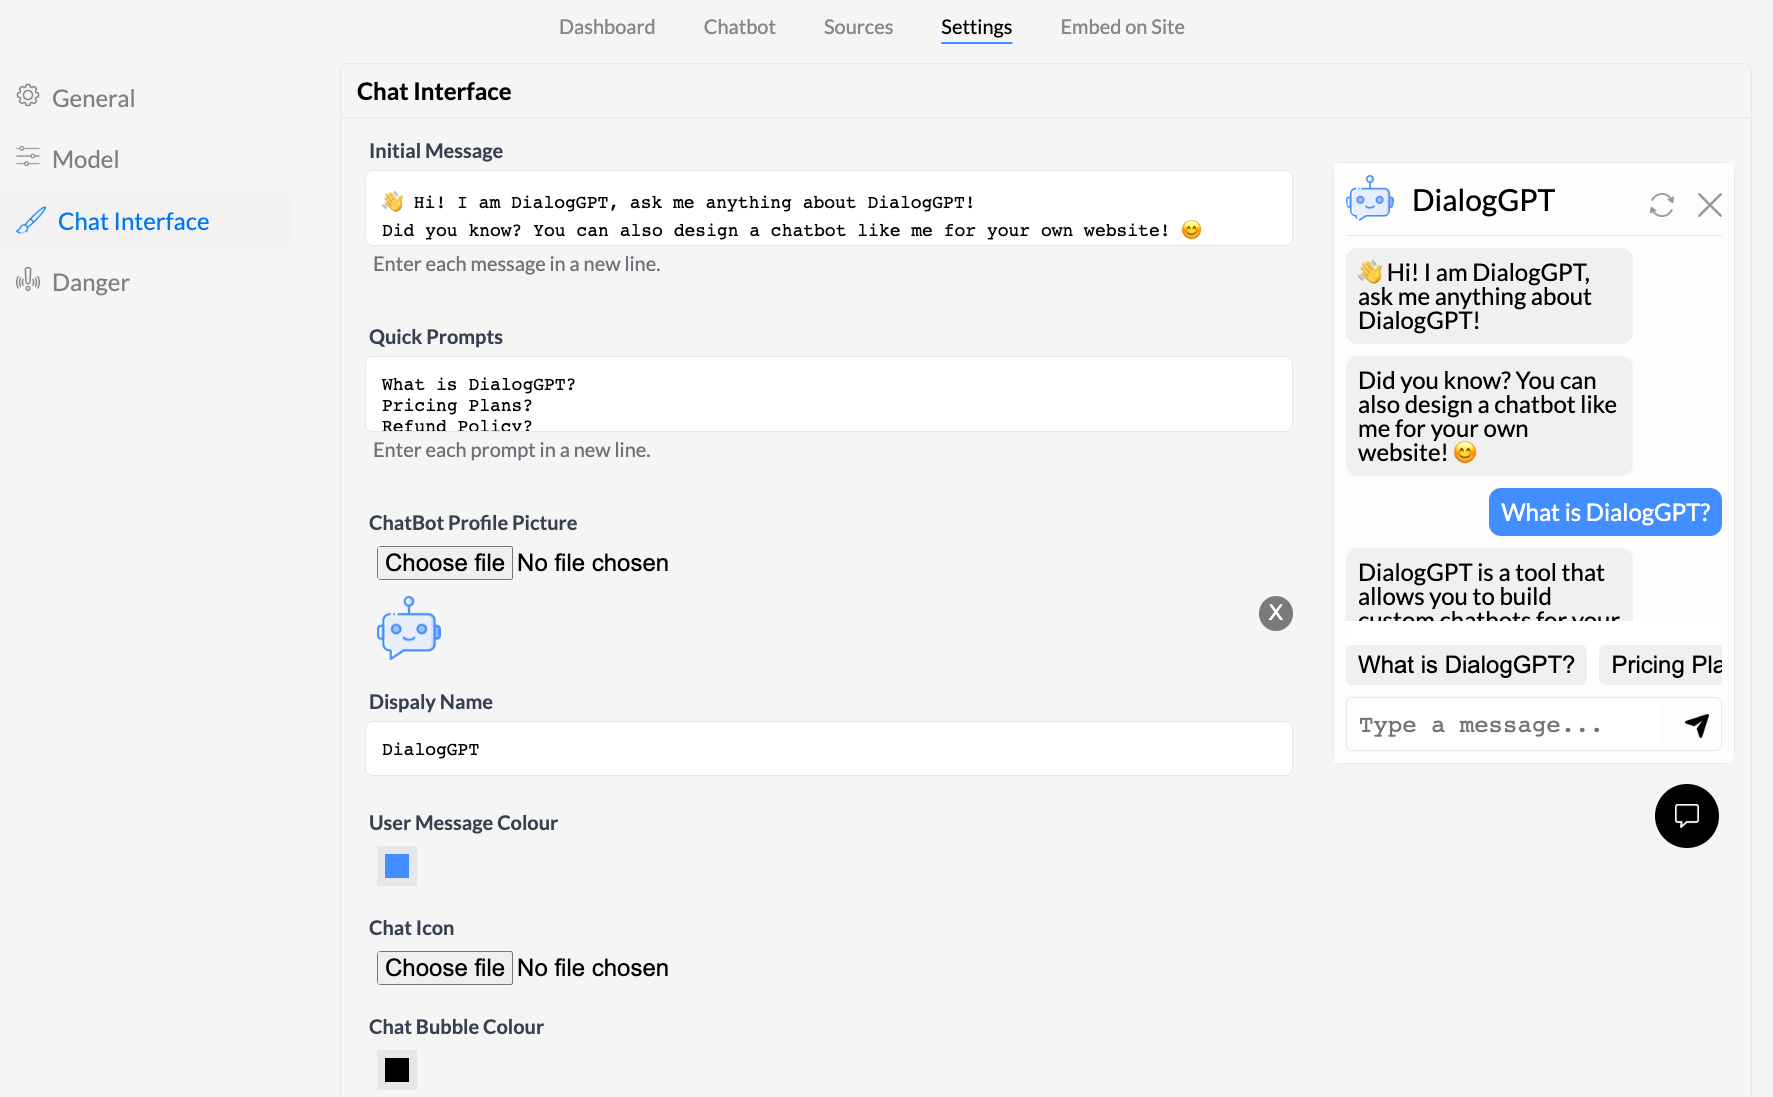 Dashboard Chatbot Sources Settings Embed on Site
General
Model
Chat Interface
Danger
Chat Interface
Initial Message
👋 Hi! I am DialogGPT, ask me anything about DialogGPT!
Did you know? You can also design a chatbot like me for your own website! 😊
Enter each message in a new line.
Quick Prompts
What is DialogGPT?
Pricing Plans?
Refund Policy?
Enter each prompt in a new line.
ChatBot Profile Picture
Choose file No file chosen
X
Dispaly Name
DialogGPT
User Message Colour
Chat Icon
Choose file No file chosen
Chat Bubble Colour
DialogGPT
👋 Hi! I am DialogGPT,
ask me anything about
DialogGPT!
Did you know? You can
also design a chatbot like
me for your own
website! 😊
What is DialogGPT?
DialogGPT is a tool that
allows you to build
custom chatbots for your
What is DialogGPT? Pricing Pla
Type a message...